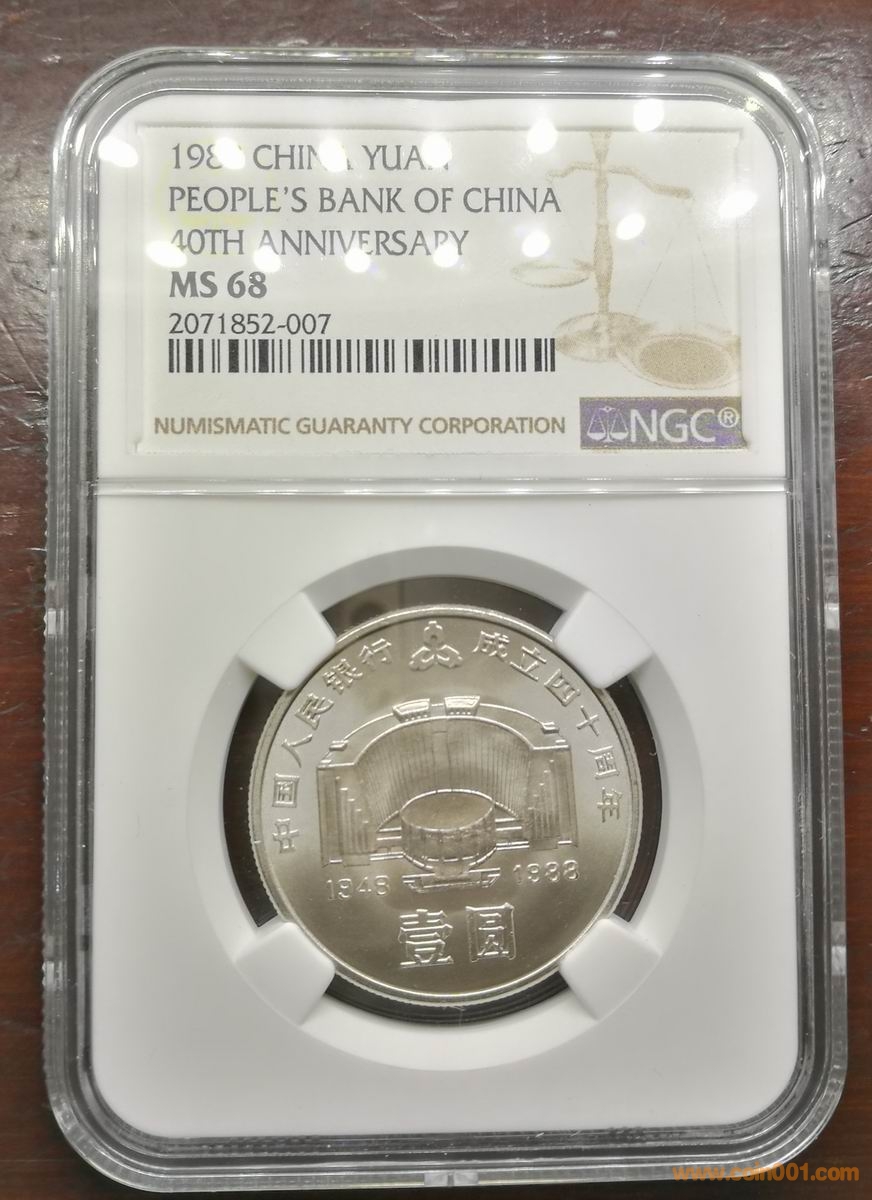 1988 CHINA YUAN
PEOPLE'S BANK OF CHINA
40TH ANNIVERSARY
MS 68
2071852-007
NUMISMATIC GUARANTY CORPORATION
NGC®
中国人民银行 成立四十周年
1948 1988
壹圆
www.coin001.com